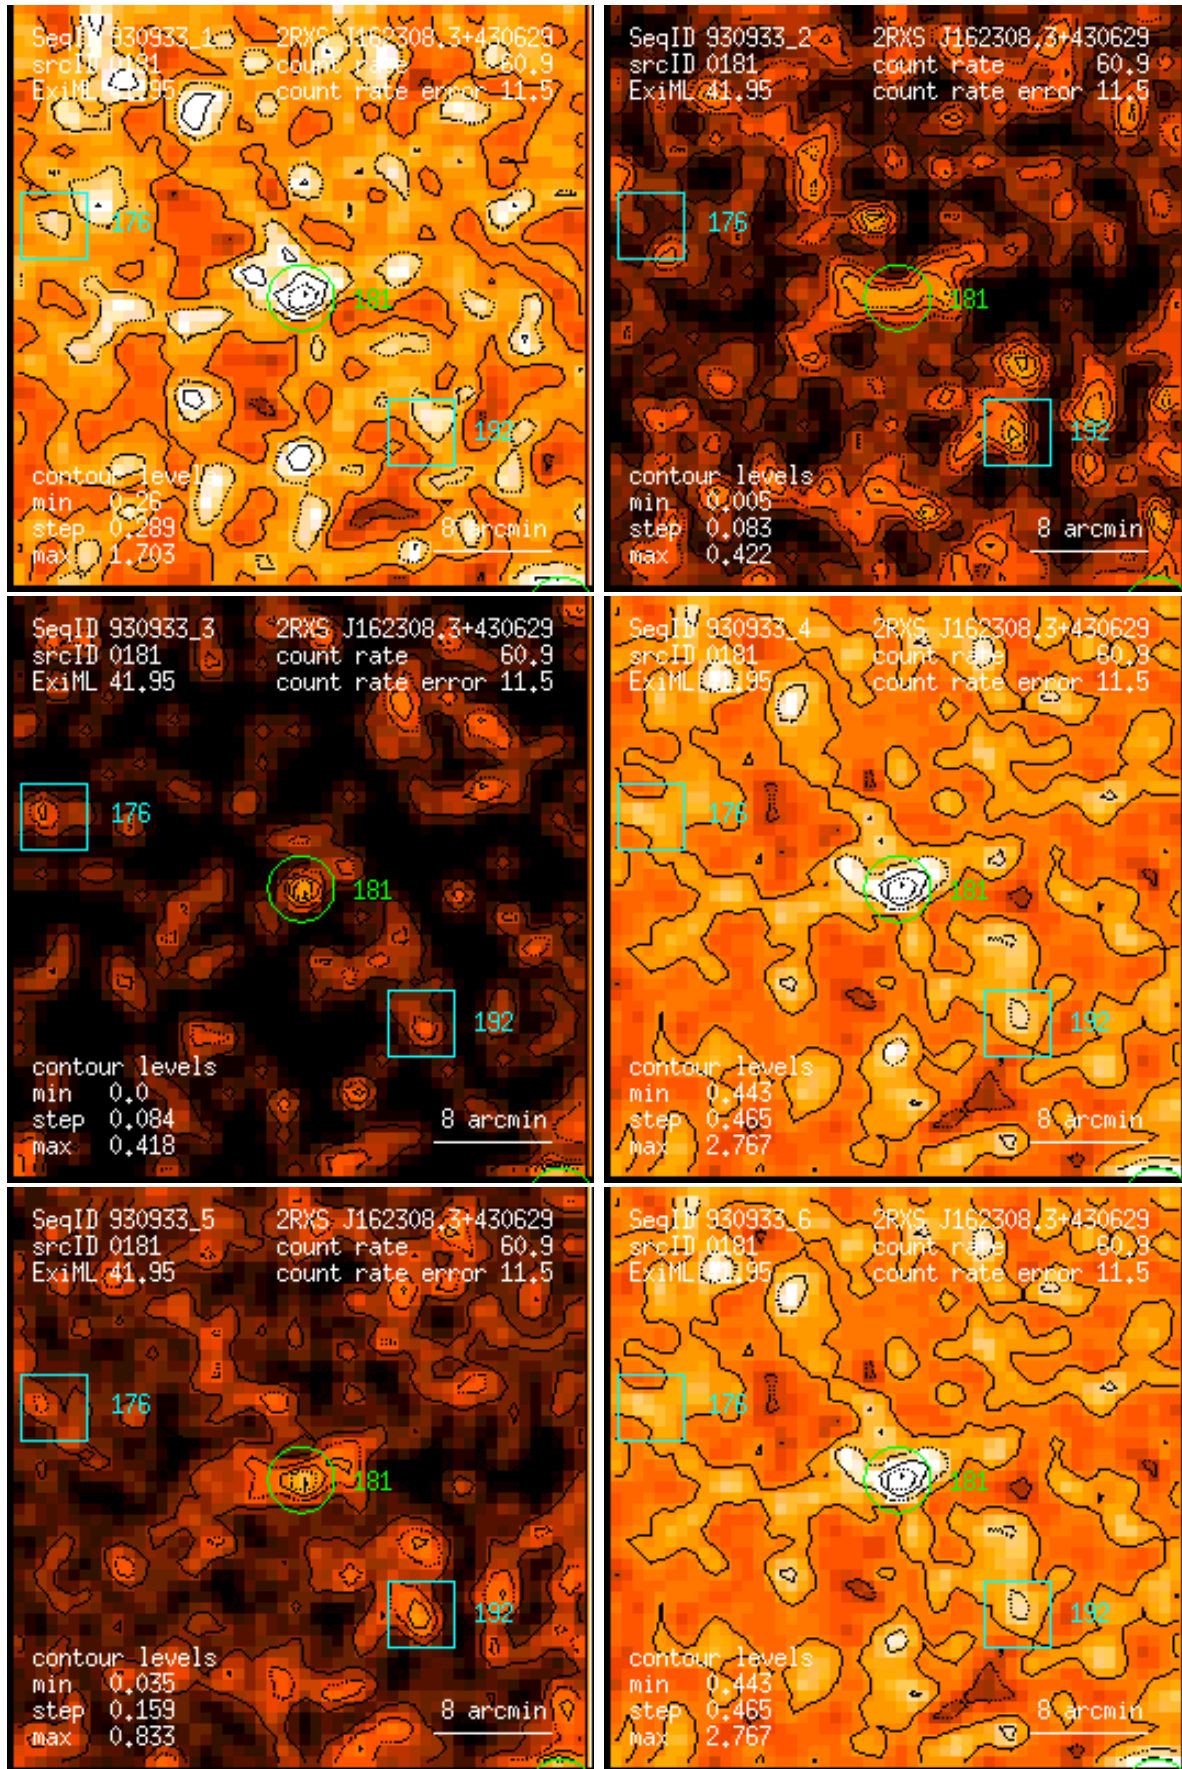 SeqID 930933_1 2RXS J162308.3+430629
srcID 0181 count rate 60.9
ExiML 41.95 count rate error 11.5
176
181
192
contour levels
min 0.26
step 0.289 8 arcmin
max 1.703
SeqID 930933_2 2RXS J162308.3+430629
srcID 0181 count rate 60.9
ExiML 41.95 count rate error 11.5
176
181
192
contour levels
min 0.005
step 0.083 8 arcmin
max 0.422
SeqID 930933_3 2RXS J162308.3+430629
srcID 0181 count rate 60.9
ExiML 41.95 count rate error 11.5
176
181
192
contour levels
min 0.0
step 0.084 8 arcmin
max 0.418
SeqID 930933_4 2RXS J162308.3+430629
srcID 0181 count rate 60.9
ExiML 41.95 count rate error 11.5
176
181
192
contour levels
min 0.443
step 0.465 8 arcmin
max 2.767
SeqID 930933_5 2RXS J162308.3+430629
srcID 0181 count rate 60.9
ExiML 41.95 count rate error 11.5
176
181
192
contour levels
min 0.035
step 0.159 8 arcmin
max 0.833
SeqID 930933_6 2RXS J162308.3+430629
srcID 0181 count rate 60.9
ExiML 41.95 count rate error 11.5
176
181
192
contour levels
min 0.443
step 0.465 8 arcmin
max 2.767